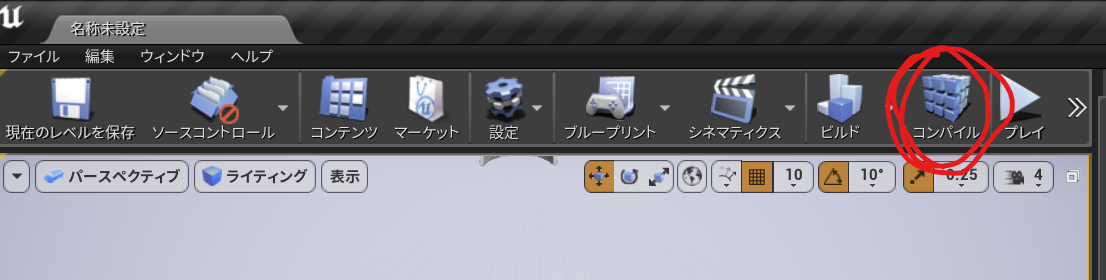 名称未設定
ファイル 編集 ウィンドウ ヘルプ
現在のレベルを保存 ソースコントロール コンテンツ マーケット 設定 ブループリント シネマティクス ビルド コンパイル プレイ
パースペクティブ ライティング 表示 10 10° 0.25 4